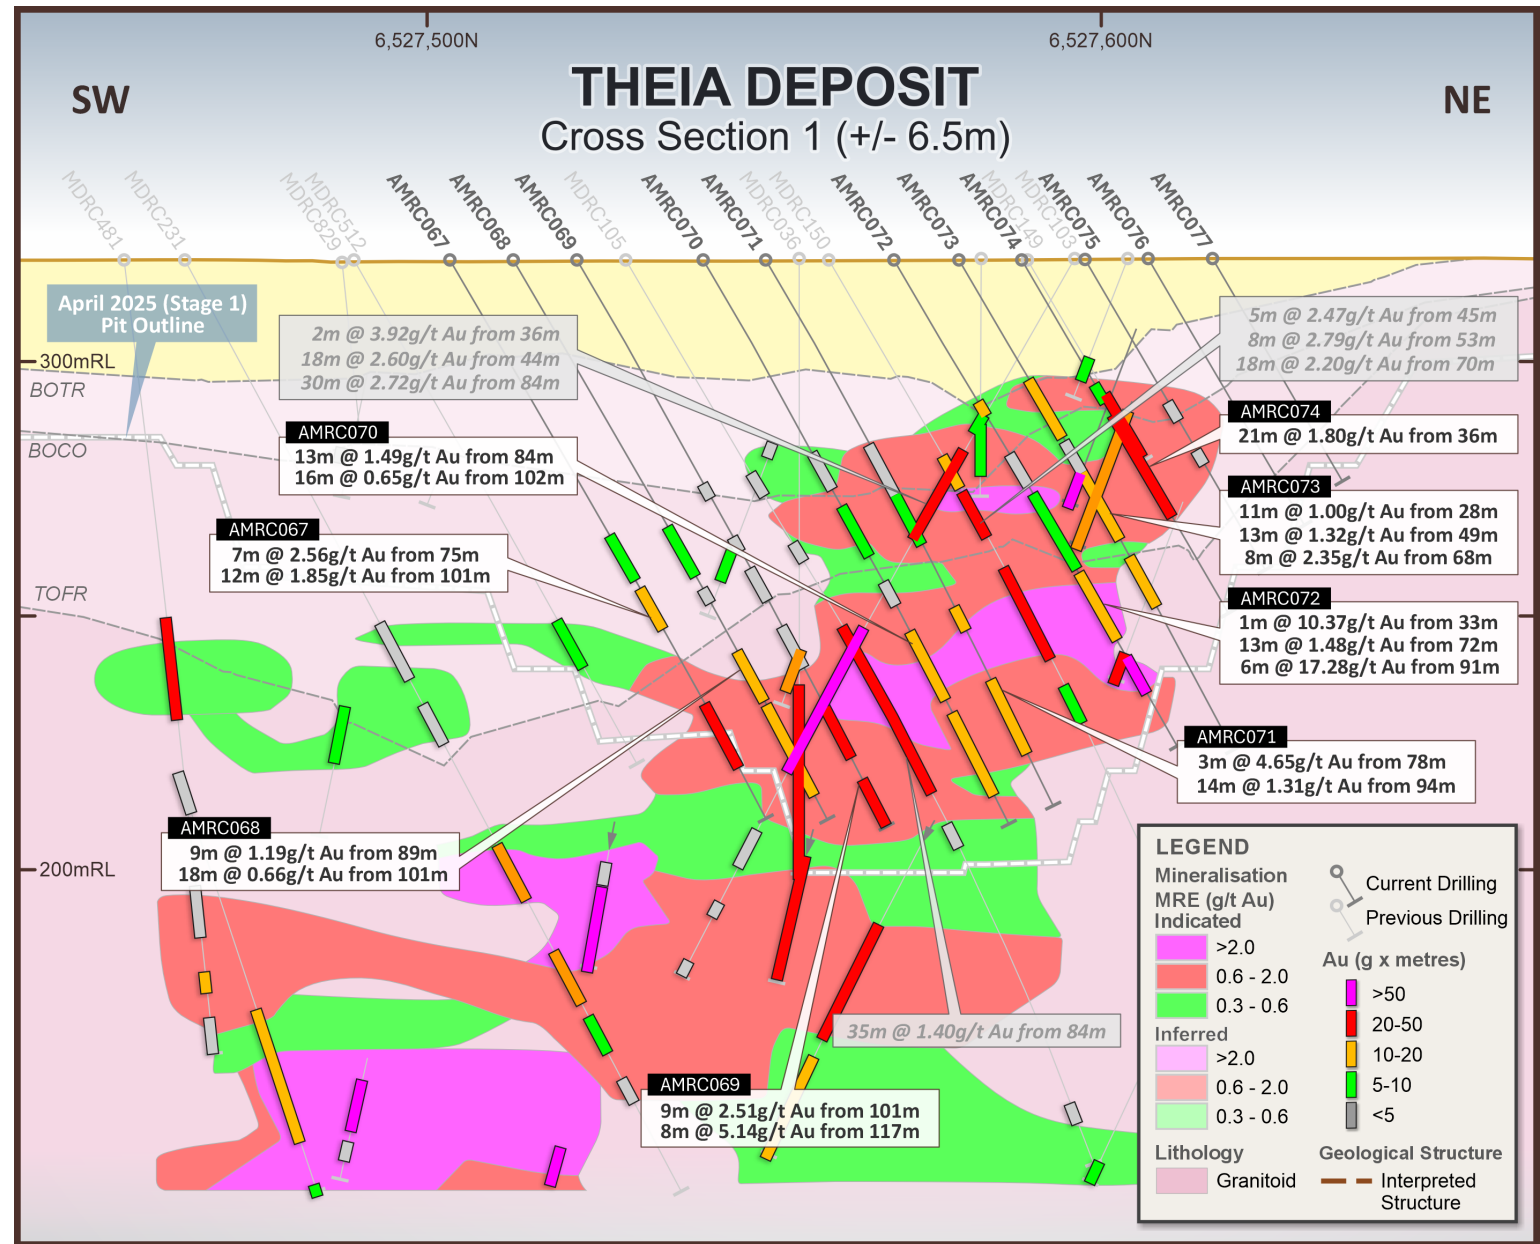 6,527,500N
6,527,600N
SW
THEIA DEPOSIT
NE
Cross Section 1 (+/- 6.5m)
MDRC481
MDRC231
MDRC829
MDRC512
AMRC067
AMRC068
AMRC069
MDRC105
AMRC070
AMRC071
MDRC036
MDRC150
AMRC072
AMRC073
AMRC074
MDRC149
MDRC103
AMRC075
AMRC076
AMRC077
April 2025 (Stage 1)
Pit Outline
300mRL
BOTR
BOCO
TOFR
200mRL
2m @ 3.92g/t Au from 36m
18m @ 2.60g/t Au from 44m
30m @ 2.72g/t Au from 84m
5m @ 2.47g/t Au from 45m
8m @ 2.79g/t Au from 53m
18m @ 2.20g/t Au from 70m
AMRC070
13m @ 1.49g/t Au from 84m
16m @ 0.65g/t Au from 102m
AMRC074
21m @ 1.80g/t Au from 36m
AMRC073
11m @ 1.00g/t Au from 28m
13m @ 1.32g/t Au from 49m
8m @ 2.35g/t Au from 68m
AMRC067
7m @ 2.56g/t Au from 75m
12m @ 1.85g/t Au from 101m
AMRC072
1m @ 10.37g/t Au from 33m
13m @ 1.48g/t Au from 72m
6m @ 17.28g/t Au from 91m
AMRC071
3m @ 4.65g/t Au from 78m
14m @ 1.31g/t Au from 94m
AMRC068
9m @ 1.19g/t Au from 89m
18m @ 0.66g/t Au from 101m
35m @ 1.40g/t Au from 84m
AMRC069
9m @ 2.51g/t Au from 101m
8m @ 5.14g/t Au from 117m
LEGEND
Mineralisation
MRE (g/t Au)
Indicated
>2.0
0.6 - 2.0
0.3 - 0.6
Inferred
>2.0
0.6 - 2.0
0.3 - 0.6
Lithology
Granitoid
Current Drilling
Previous Drilling
Au (g x metres)
>50
20-50
10-20
5-10
<5
Geological Structure
Interpreted
Structure